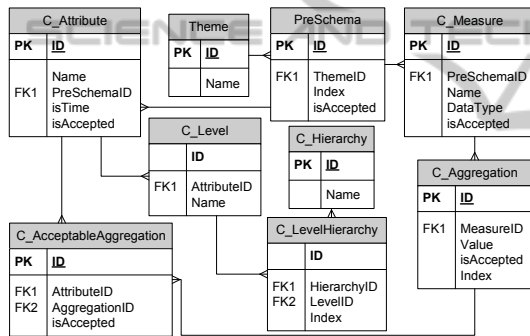 SCIENCE AND TECH
C_Attribute
PK ID
Name
FK1 PreSchemaID
isTime
isAccepted
Theme
PK ID
Name
PreSchema
PK ID
FK1 ThemeID
Index
isAccepted
C_Measure
PK ID
FK1 PreSchemaID
Name
DataType
isAccepted
C_Level
ID
FK1 AttributeID
Name
C_Hierarchy
PK ID
Name
C_Aggregation
PK ID
FK1 MeasureID
Value
isAccepted
Index
C_AcceptableAggregation
PK ID
FK1 AttributeID
FK2 AggregationID
isAccepted
C_LevelHierarchy
ID
FK1 HierarchyID
FK2 LevelID
Index